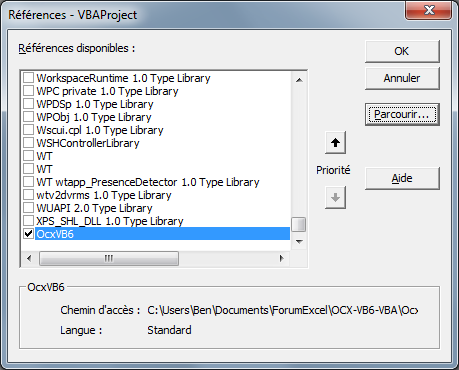 Références - VBAProject
Références disponibles :
WorkspaceRuntime 1.0 Type Library
WPC private 1.0 Type Library
WPDSp 1.0 Type Library
WPObj 1.0 Type Library
Wscui.cpl 1.0 Type Library
WSHControllerLibrary
WT
WT
WT wtapp_PresenceDetector 1.0 Type Library
wtv2dvrms 1.0 Type Library
WUAPI 2.0 Type Library
XPS_SHL_DLL 1.0 Type Library
OcxVB6
OK
Annuler
Parcourir...
Priorité
Aide
OcxVB6
Chemin d'accès : C:\Users\Ben\Documents\ForumExcel\OCX-VB6-VBA\Ocx
Langue : Standard